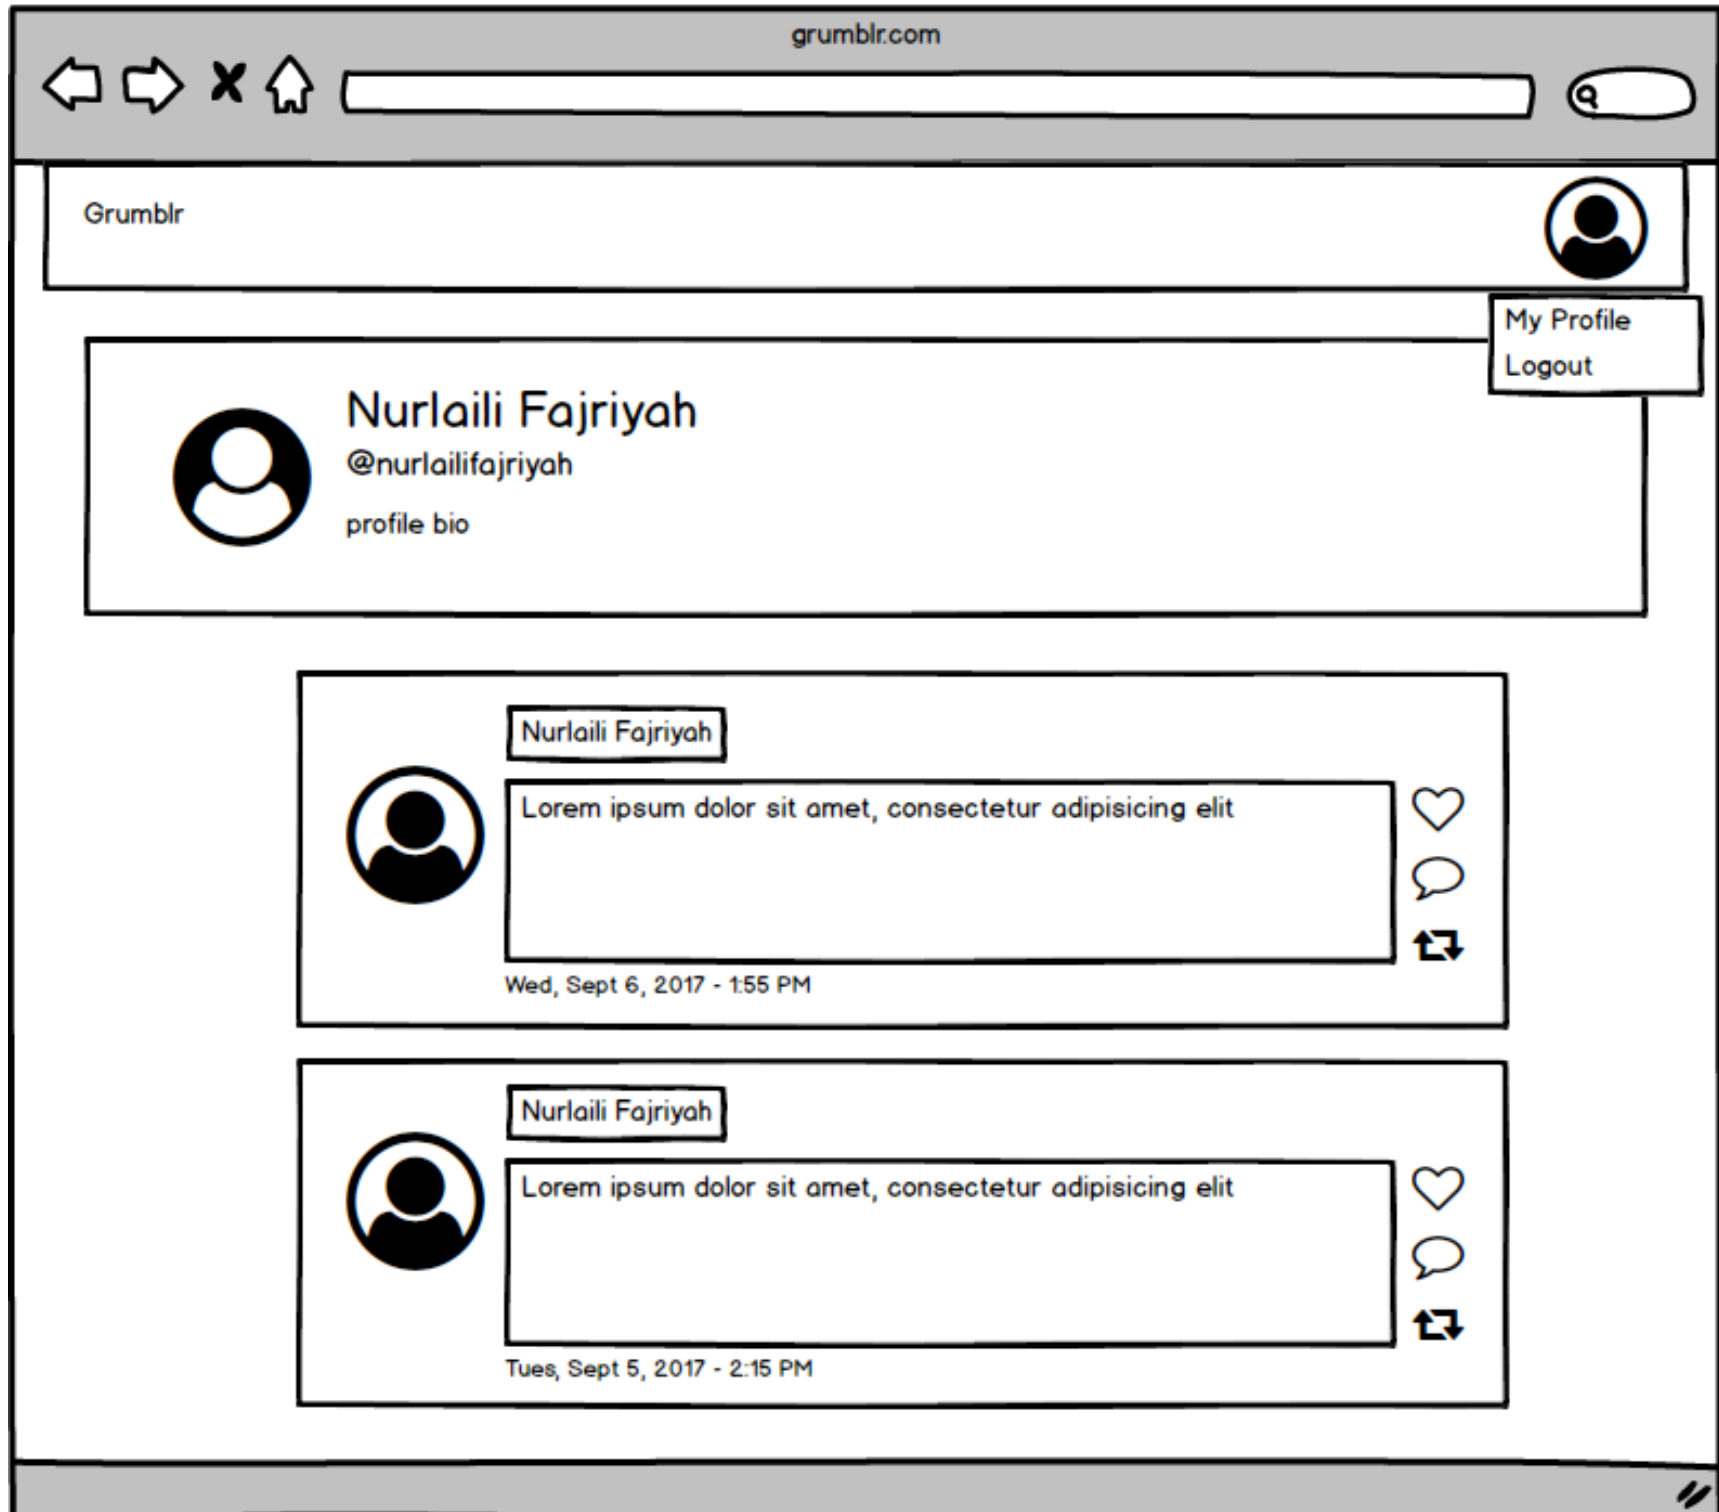 grumblr.com
Grumblr
My Profile
Logout
Nurlaili Fajriyah
@nurlailifajriyah
profile bio
Nurlaili Fajriyah
Lorem ipsum dolor sit amet, consectetur adipisicing elit
Wed, Sept 6, 2017 - 1:55 PM
Nurlaili Fajriyah
Lorem ipsum dolor sit amet, consectetur adipisicing elit
Tues, Sept 5, 2017 - 2:15 PM